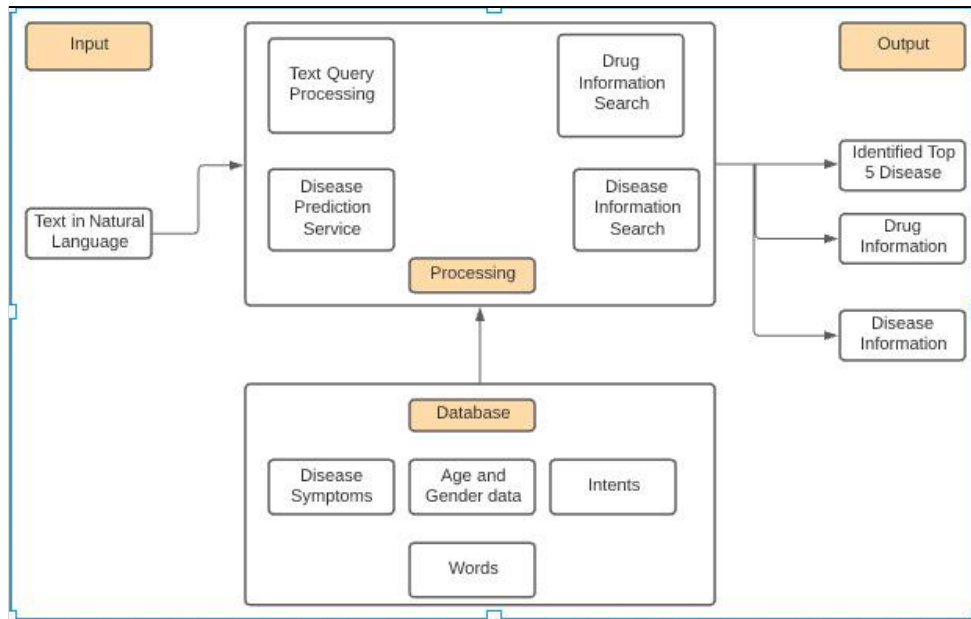 Input
Output
Text Query
Processing
Drug
Information
Search
Identified Top
5 Disease
Disease
Prediction
Service
Disease
Information
Search
Text in Natural
Language
Drug
Information
Processing
Disease
Information
Database
Disease
Symptoms
Age and
Gender data
Intents
Words